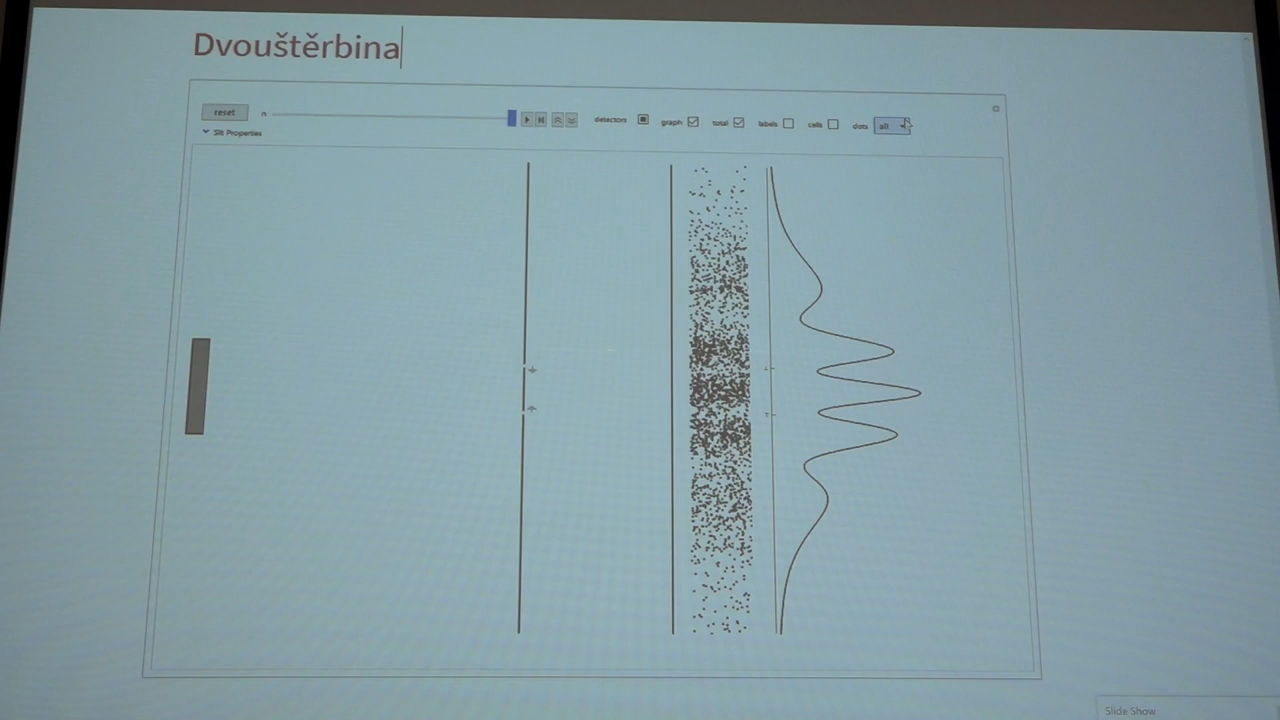 Dvouštěrbina
reset n detectors graph total labels cells dots all
Slit Properties
Slide Show